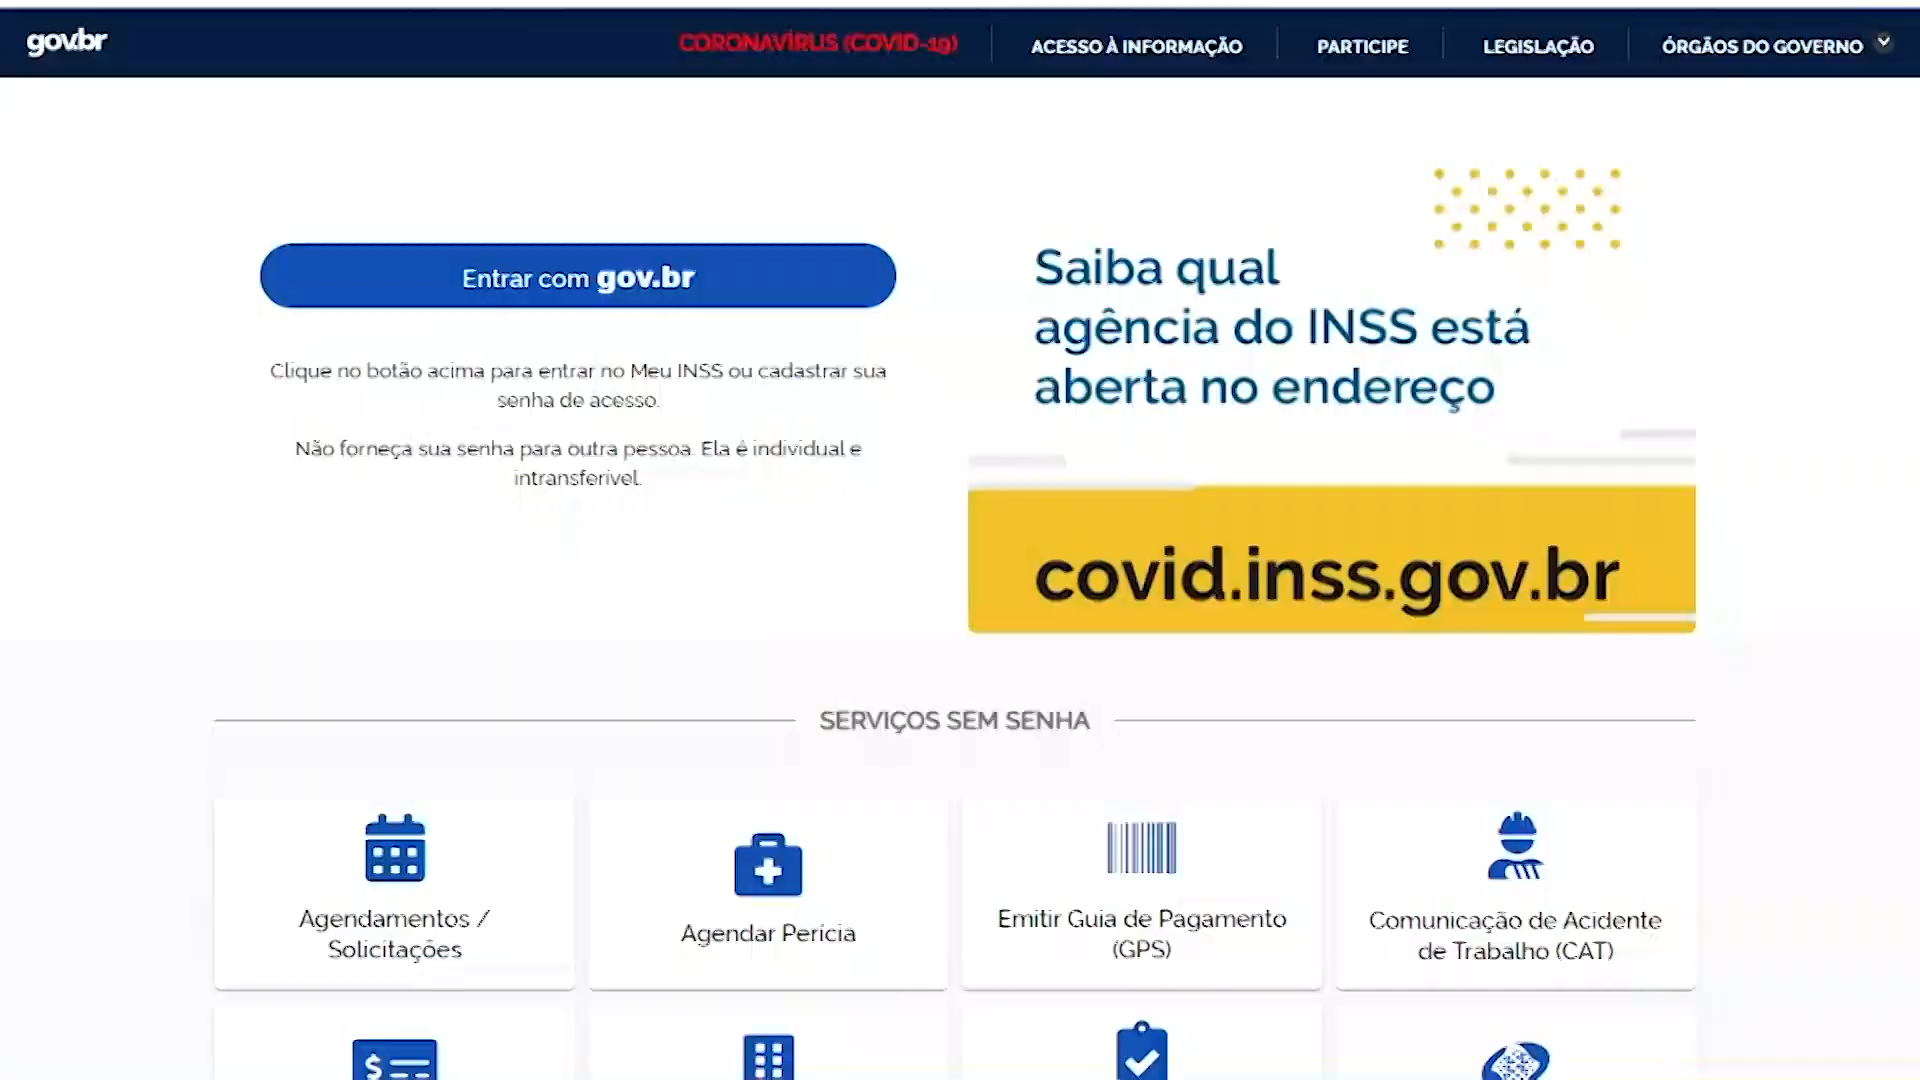 gov.br
CORONAVÍRUS (COVID-19)
ACESSO À INFORMAÇÃO
PARTICIPE
LEGISLAÇÃO
ÓRGÃOS DO GOVERNO
Entrar com gov.br
Clique no botão acima para entrar no Meu INSS ou cadastrar sua
senha de acesso.
Não forneça sua senha para outra pessoa. Ela é individual e
intransferível.
Saiba qual
agência do INSS está
aberta no endereço
covid.inss.gov.br
SERVIÇOS SEM SENHA
Agendamentos /
Solicitações
Agendar Perícia
Emitir Guia de Pagamento
(GPS)
Comunicação de Acidente
de Trabalho (CAT)